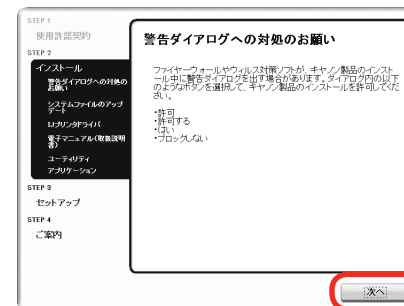 STEP 1
使用許諾契約
STEP 2
インストール
警告ダイアログへの対処の
お願い
システムファイルのアップ
デート
IJプリンタドライバ
電子マニュアル(取扱説明
書)
ユーティリティ
アプリケーション
STEP 3
セットアップ
STEP 4
ご案内
警告ダイアログへの対処のお願い
ファイヤーウォールやウィルス対策ソフトが、キヤノン製品のインスト
ール中に警告ダイアログを出す場合があります。ダイアログ内の以下
のようなボタンを選択して、キヤノン製品のインストールを許可してくだ
さい。
・許可
・許可する
・はい
・ブロックしない
次へ